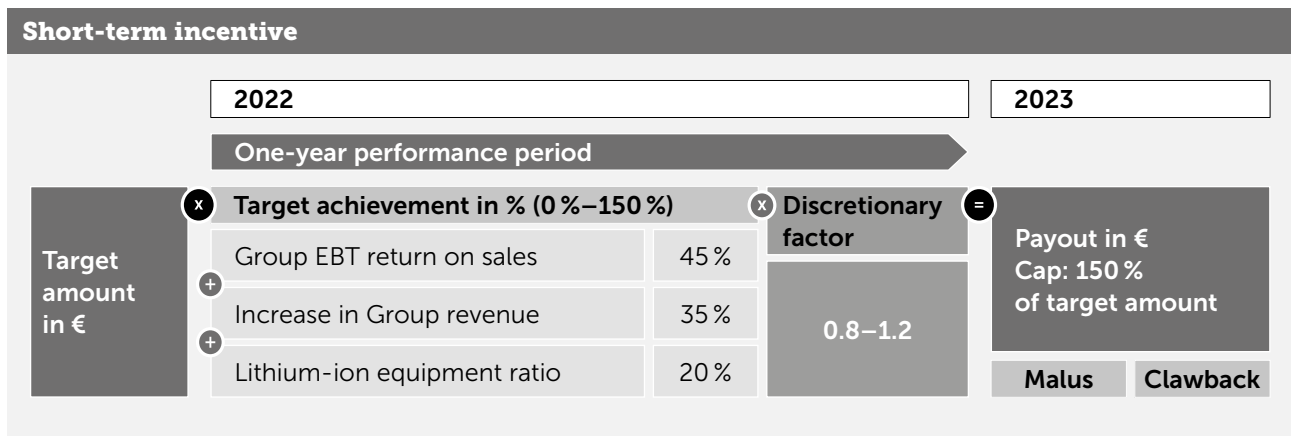 Short-term incentive
2022
2023
One-year performance period
Target
amount
in €
x
Target achievement in % (0 %–150 %)
Group EBT return on sales
45 %
+
Increase in Group revenue
35 %
+
Lithium-ion equipment ratio
20 %
x
Discretionary
factor
0.8–1.2
=
Payout in €
Cap: 150 %
of target amount
Malus
Clawback